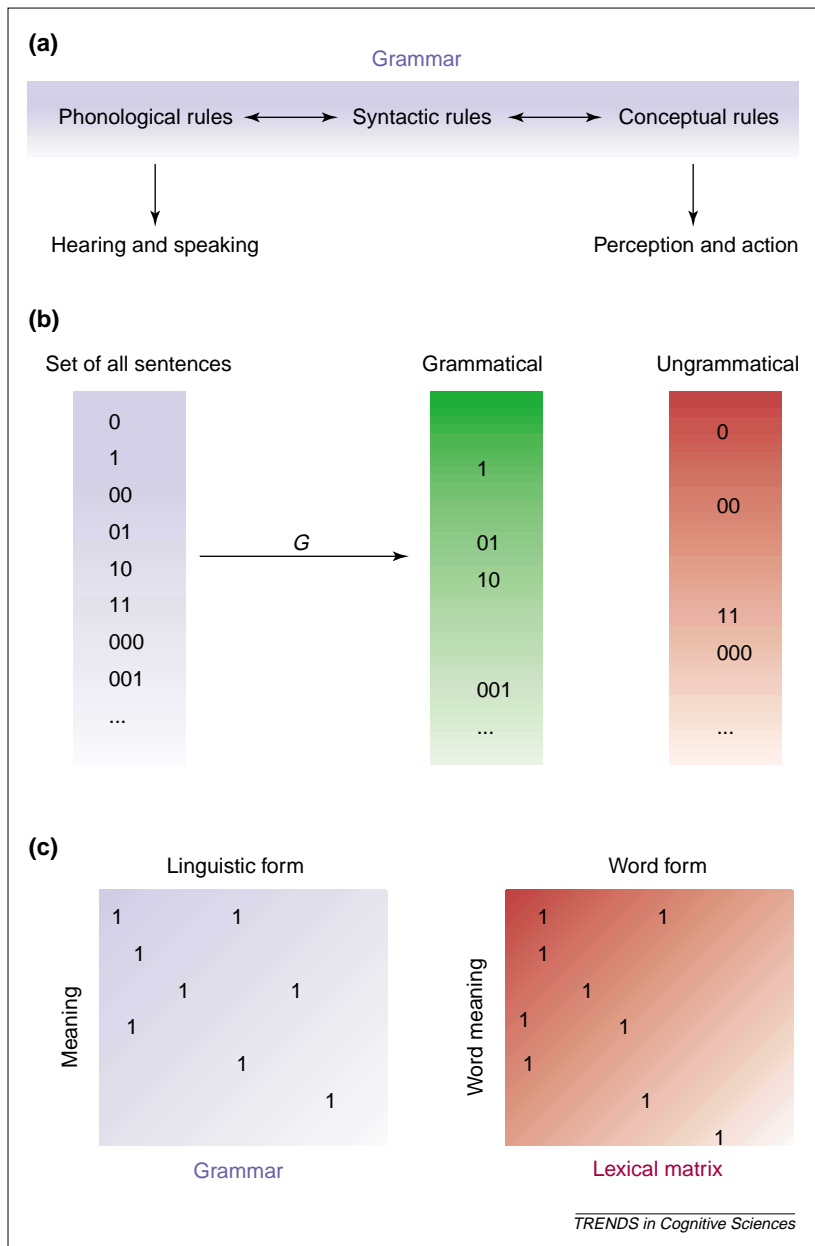 (a)
Grammar
Phonological rules Syntactic rules Conceptual rules
Hearing and speaking Perception and action
(b)
Set of all sentences Grammatical Ungrammatical
0 0
1 1
00 00
01 01
G
10 10
11 11
000 000
001 001
... ... ...
(c)
Linguistic form Word form
Meaning
1 1
1
1 1
1
1
1
Grammar
Word meaning
1 1
1
1
1 1
1
1
1
Lexical matrix
TRENDS in Cognitive Sciences